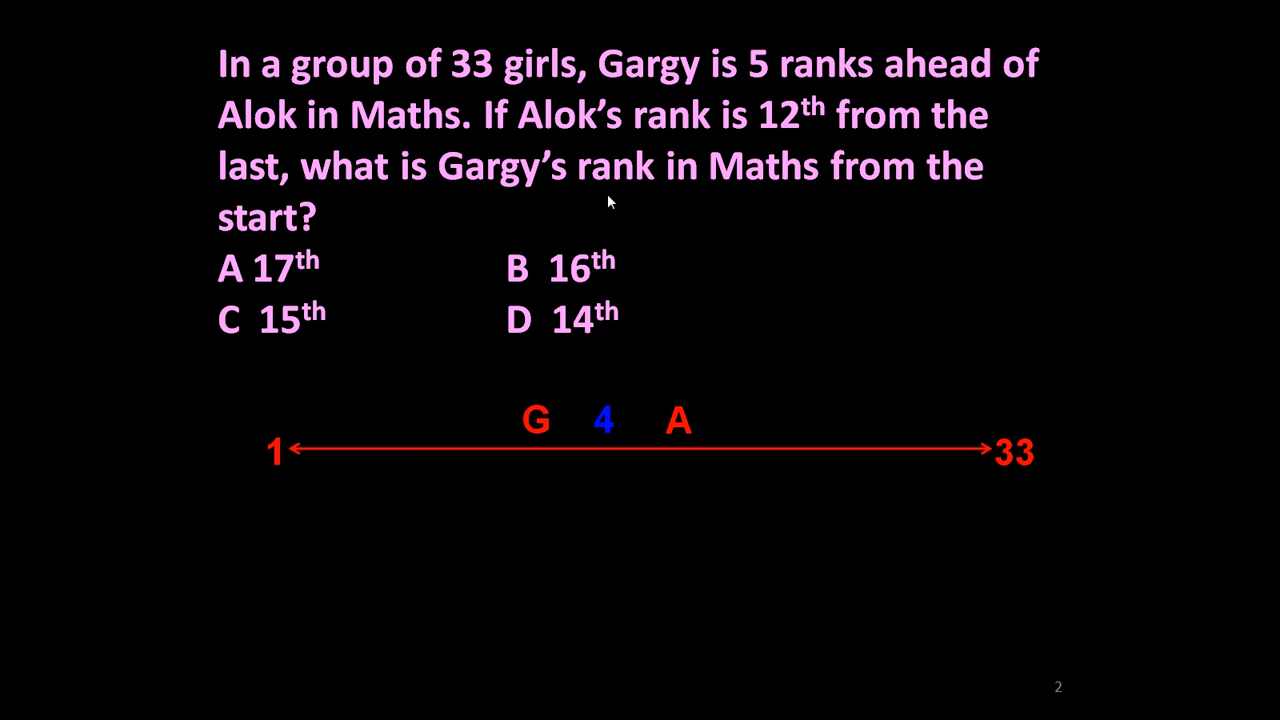 In a group of 33 girls, Gargy is 5 ranks ahead of
Alok in Maths. If Alok’s rank is 12th from the
last, what is Gargy’s rank in Maths from the
start?
A 17th B 16th
C 15th D 14th
G 4 A
1 33
2